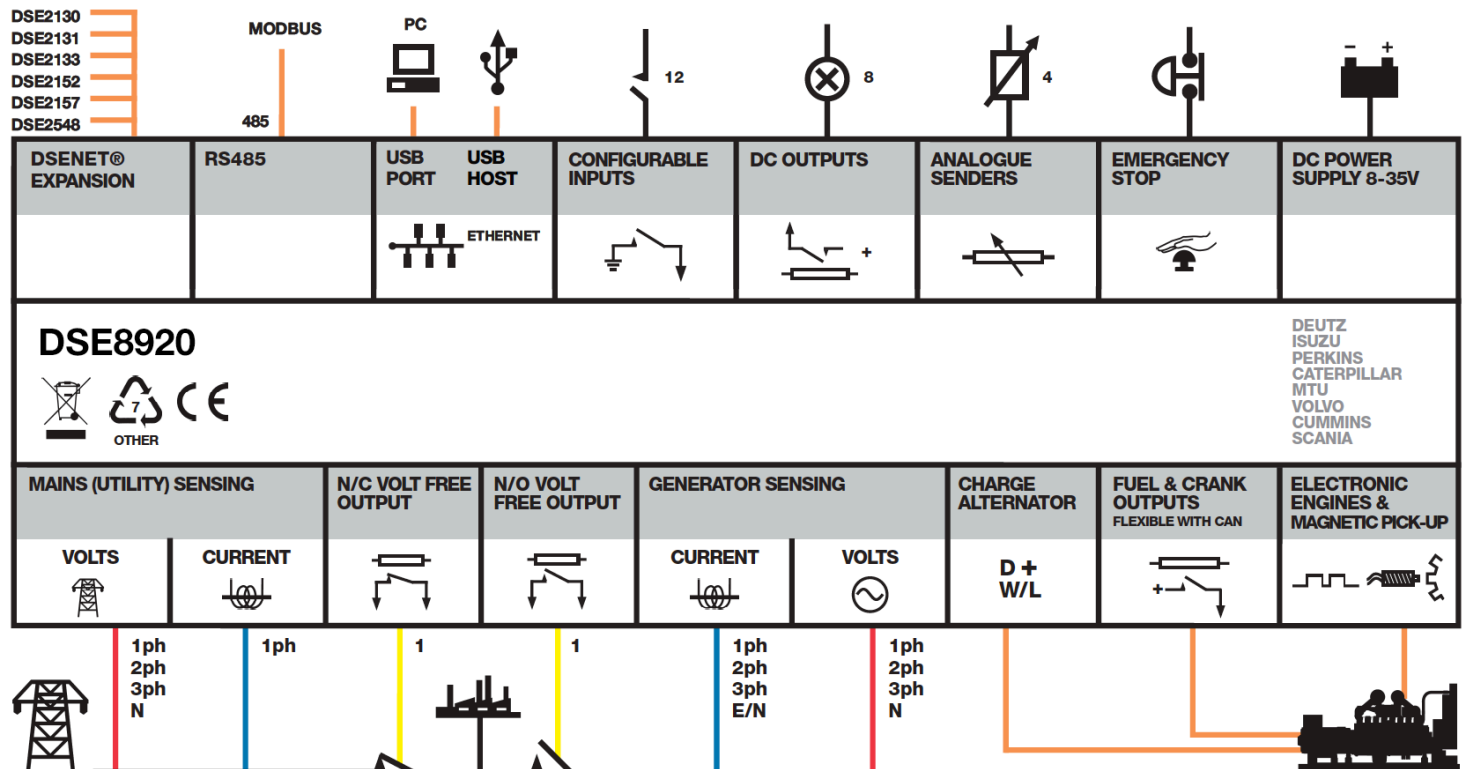 DSE2130
DSE2131
DSE2133
DSE2152
DSE2157
DSE2548
MODBUS
485
PC
12
8
4
- +
DSENET®
EXPANSION
RS485
USB
PORT
USB
HOST
ETHERNET
CONFIGURABLE
INPUTS
DC OUTPUTS
+
ANALOGUE
SENDERS
EMERGENCY
STOP
DC POWER
SUPPLY 8-35V
DSE8920
7
OTHER
CE
DEUTZ
ISUZU
PERKINS
CATERPILLAR
MTU
VOLVO
CUMMINS
SCANIA
MAINS (UTILITY) SENSING
VOLTS
CURRENT
N/C VOLT FREE
OUTPUT
N/O VOLT
FREE OUTPUT
GENERATOR SENSING
CURRENT
VOLTS
CHARGE
ALTERNATOR
D +
W/L
FUEL & CRANK
OUTPUTS
FLEXIBLE WITH CAN
+
ELECTRONIC
ENGINES &
MAGNETIC PICK-UP
1ph
2ph
3ph
N
1ph
1
1
1ph
2ph
3ph
E/N
1ph
2ph
3ph
N